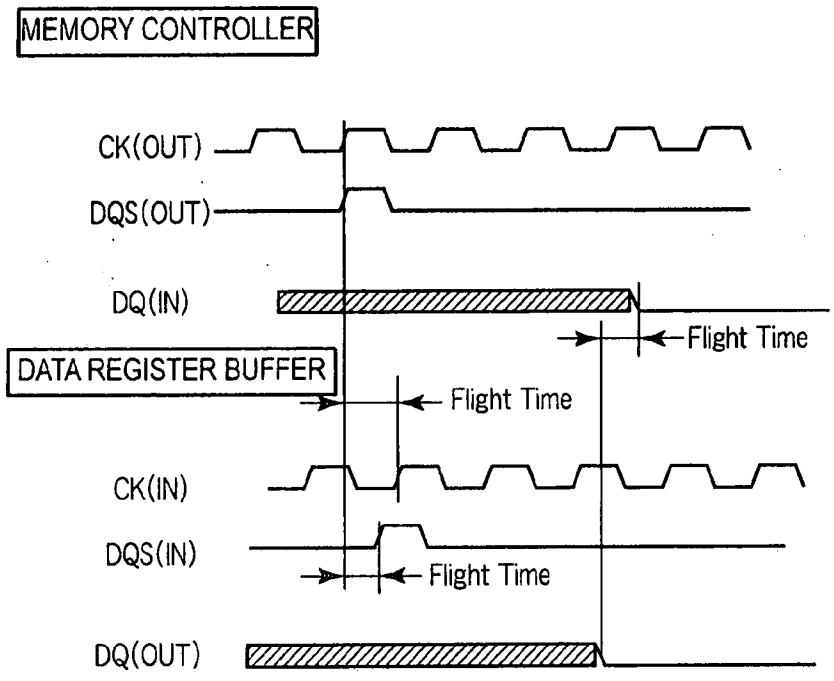 MEMORY CONTROLLER
CK(OUT)
DQS(OUT)
DQ(IN)
Flight Time
DATA REGISTER BUFFER
Flight Time
CK(IN)
DQS(IN)
Flight Time
DQ(OUT)